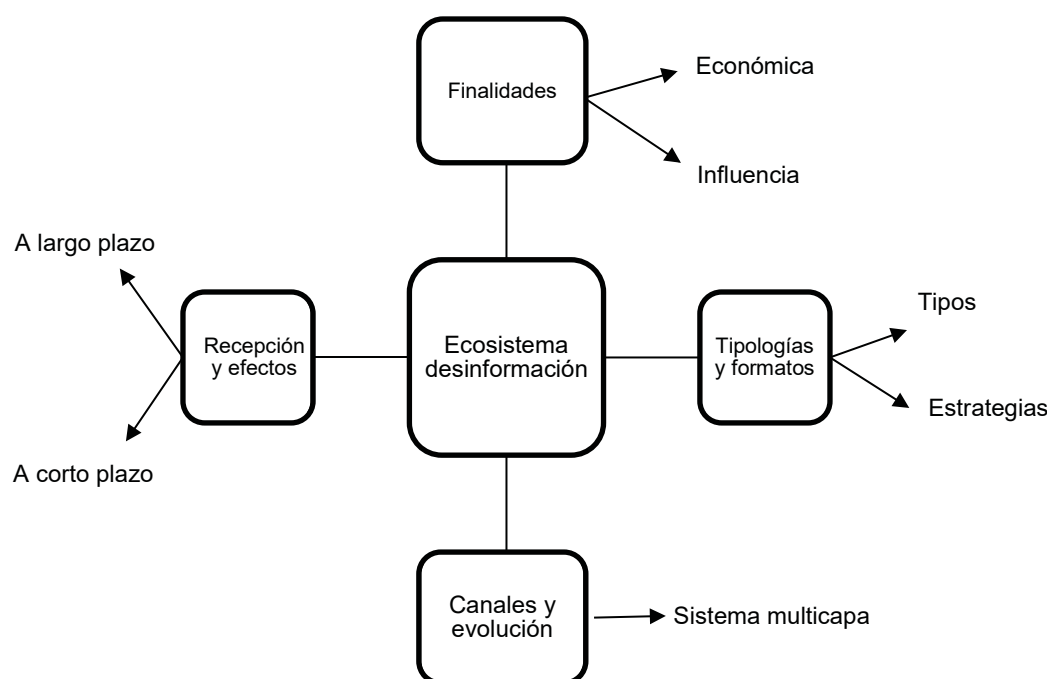 Finalidades
Económica
Influencia
A largo plazo
Recepción
y efectos
A corto plazo
Ecosistema
desinformación
Tipologías
y formatos
Tipos
Estrategias
Canales y
evolución
Sistema multicapa